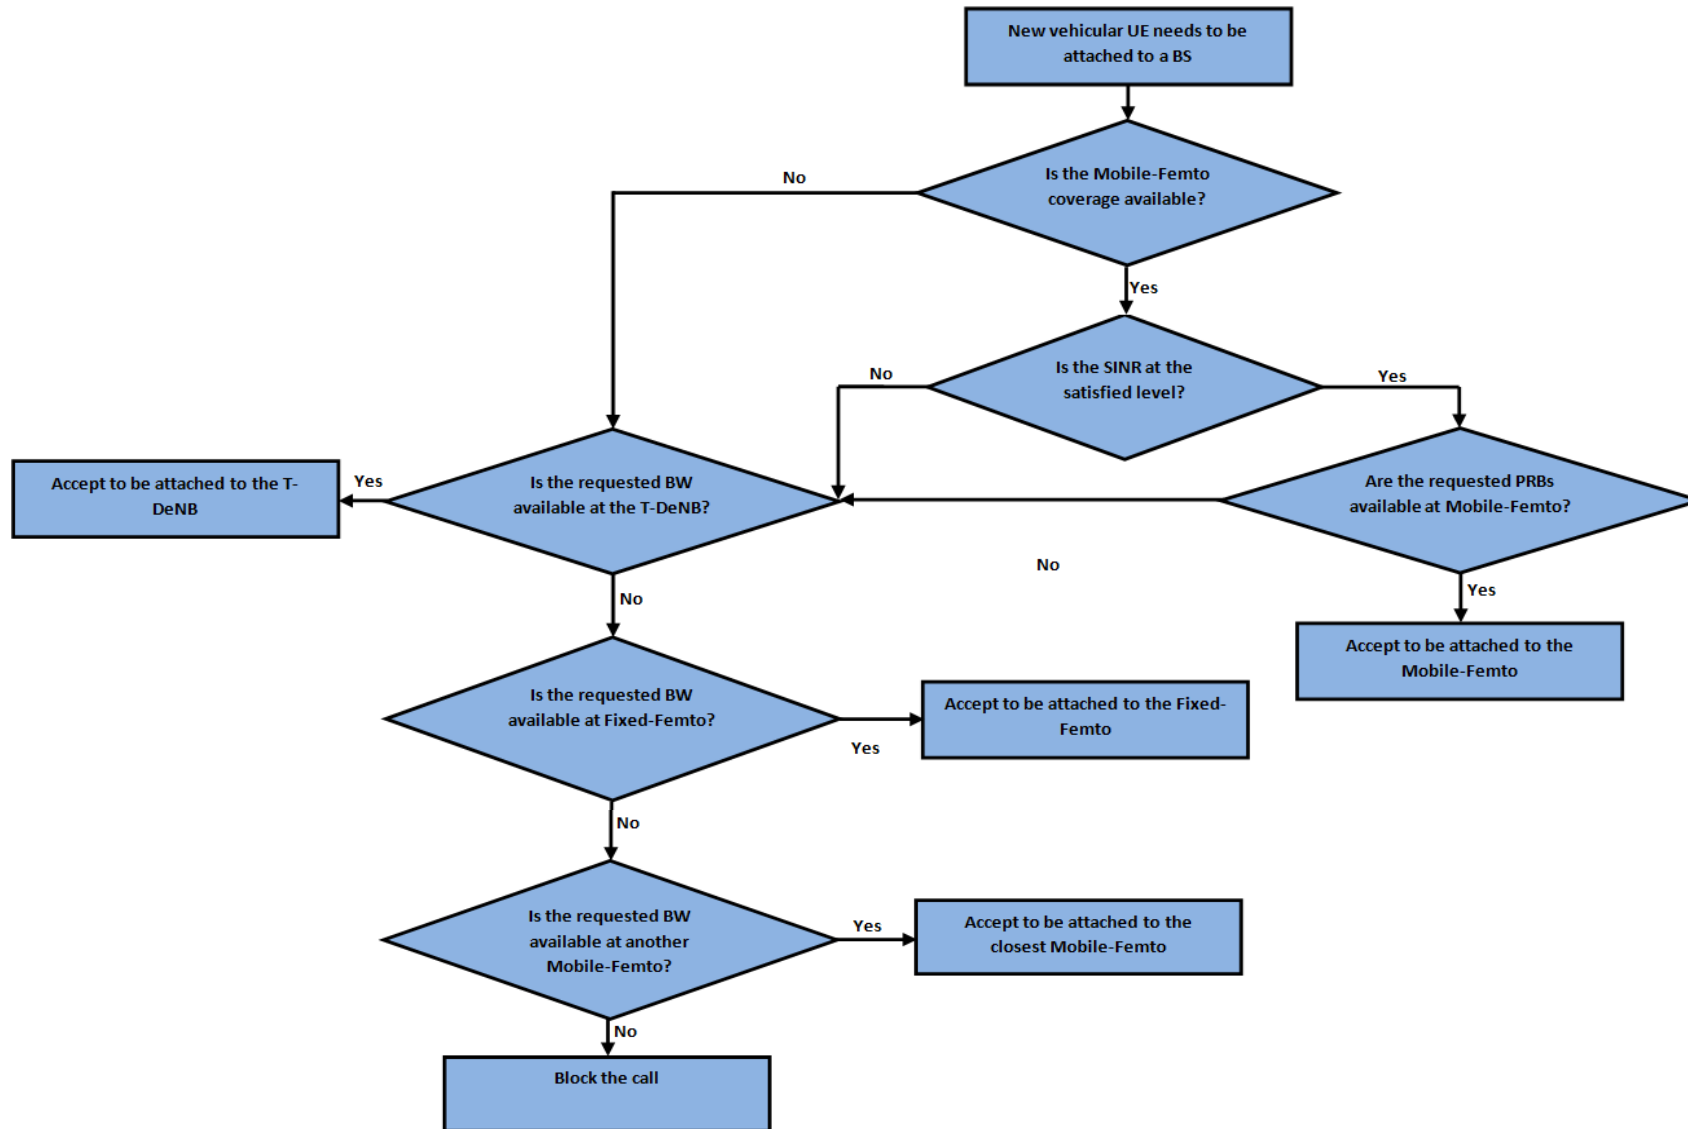 New vehicular UE needs to be
attached to a BS
Is the Mobile-Femto
coverage available?
No
Yes
Is the SINR at the
satisfied level?
No
Yes
Is the requested BW
available at the T-DeNB?
Yes
Accept to be attached to the T-
DeNB
Are the requested PRBs
available at Mobile-Femto?
No
Yes
Accept to be attached to the
Mobile-Femto
No
Is the requested BW
available at Fixed-Femto?
Yes
Accept to be attached to the Fixed-
Femto
No
Is the requested BW
available at another
Mobile-Femto?
Yes
Accept to be attached to the
closest Mobile-Femto
No
Block the call